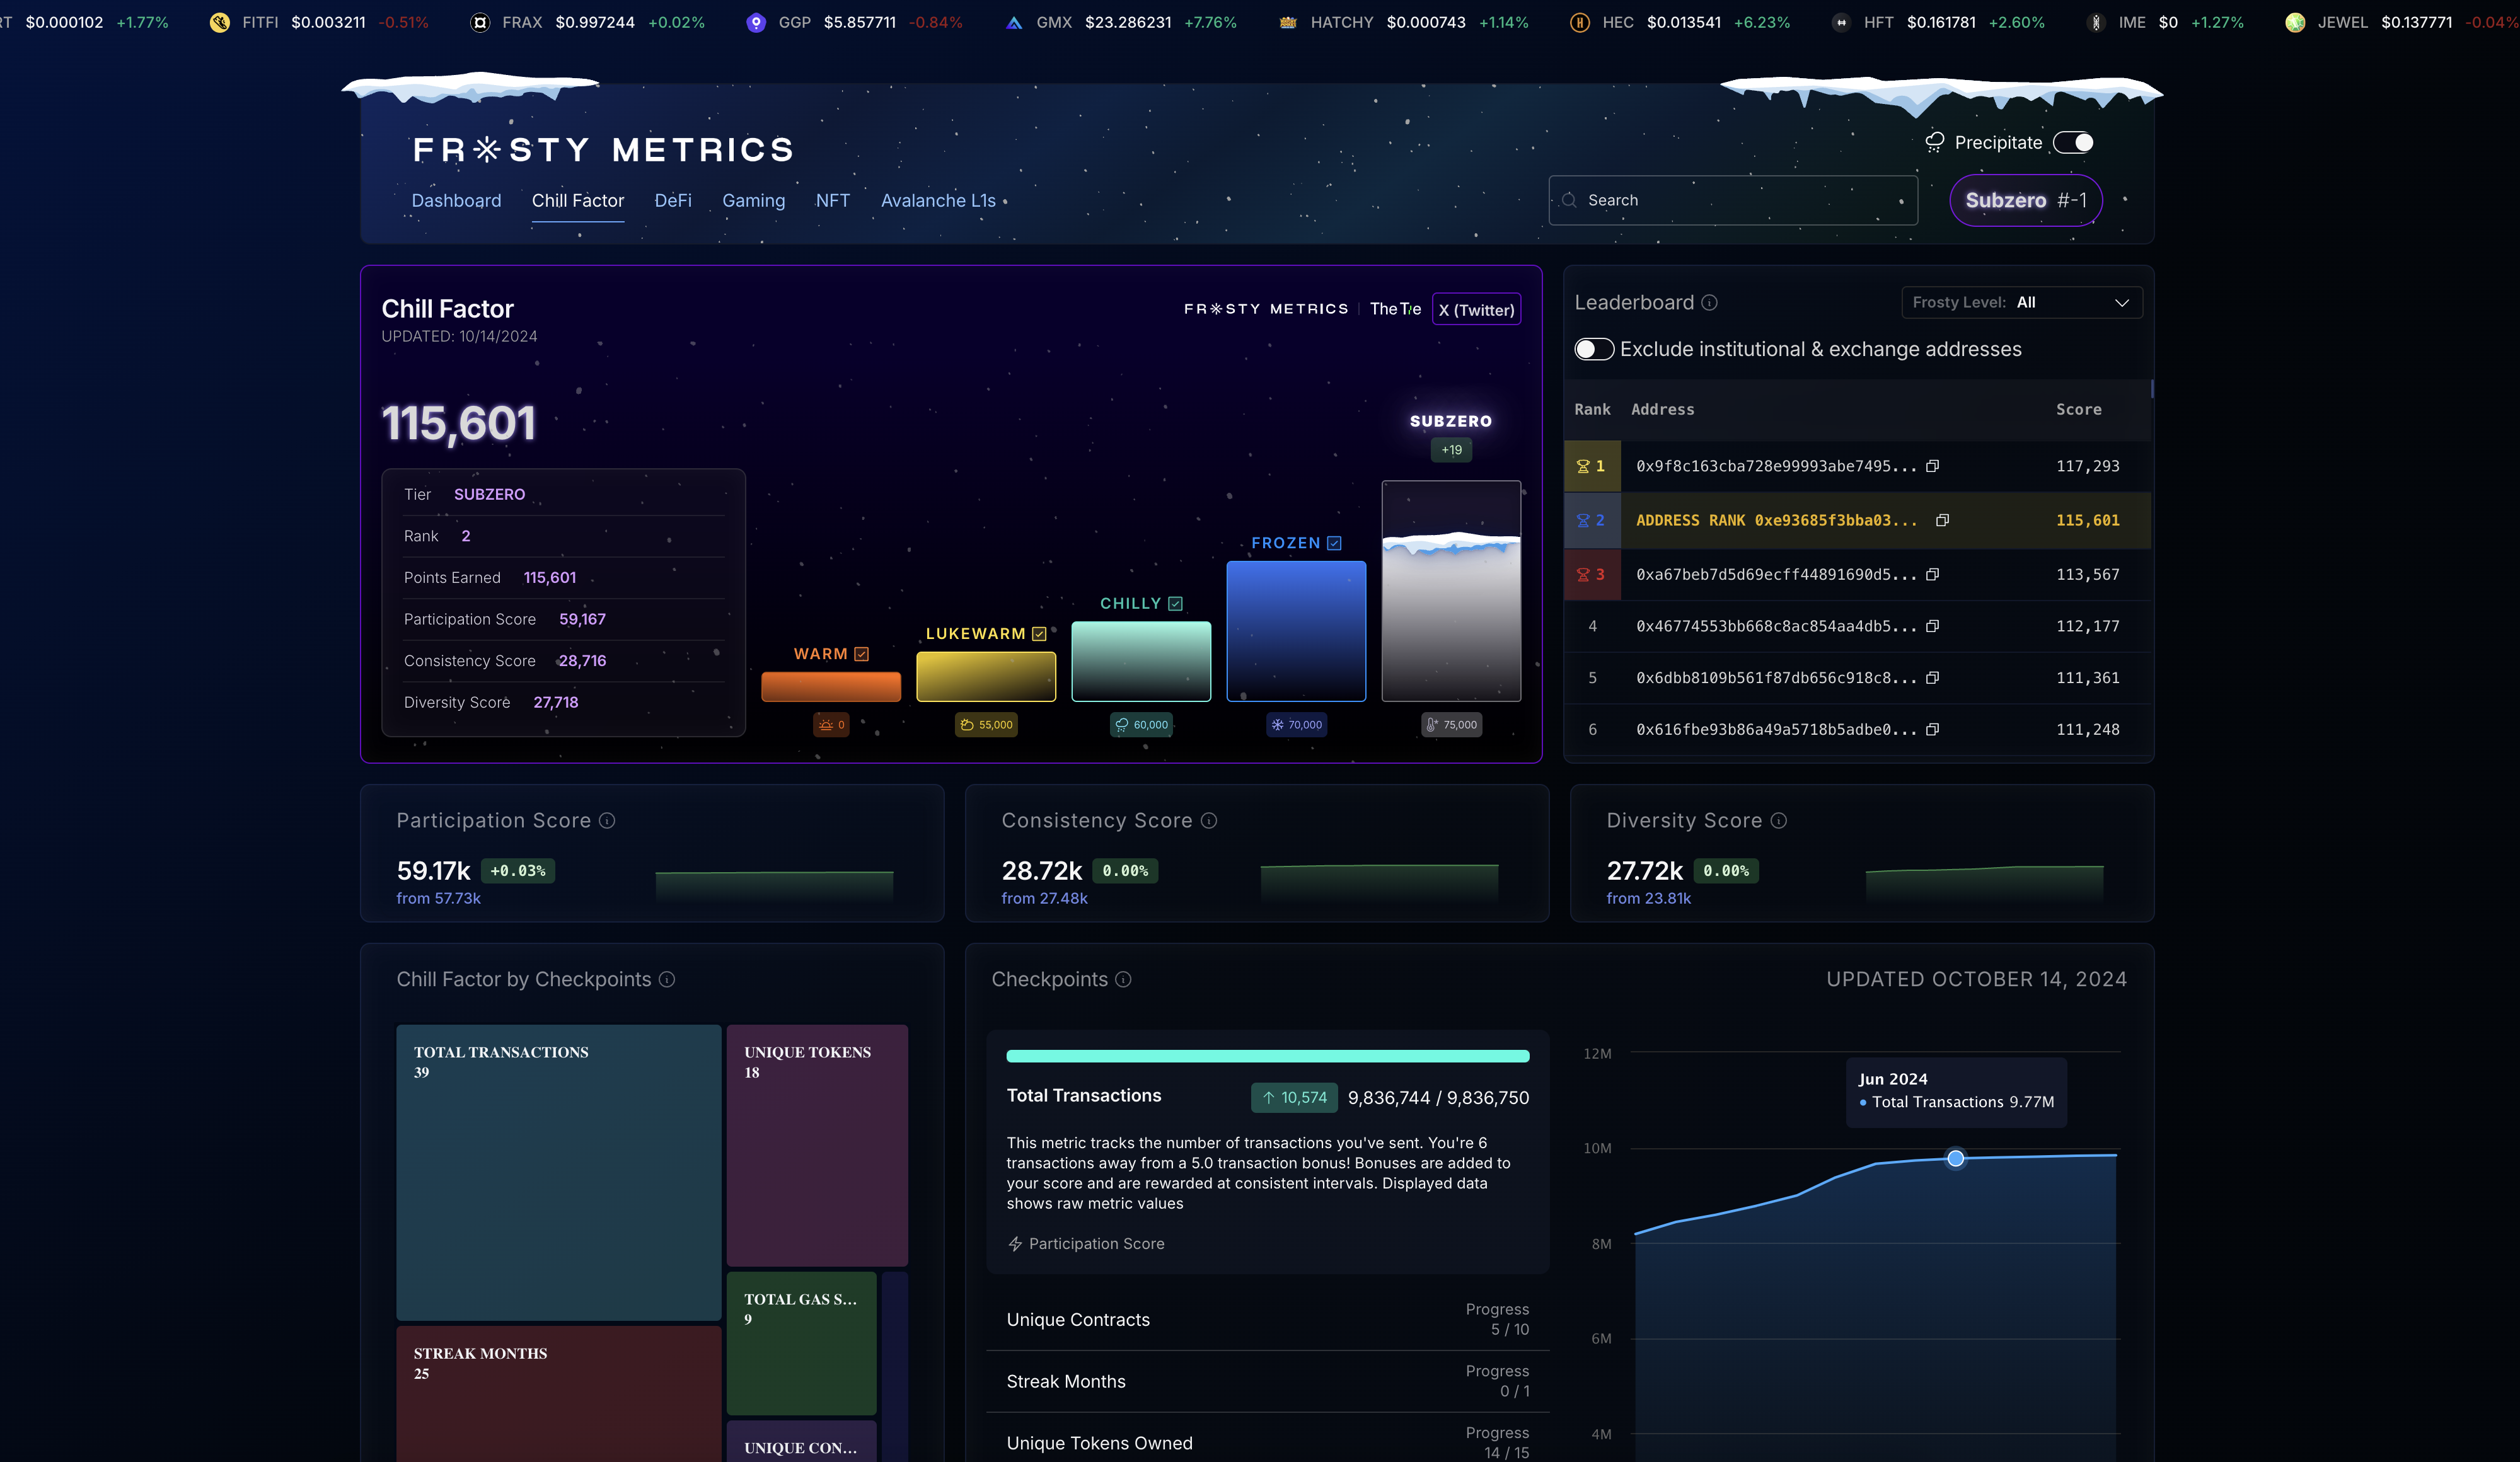 RT $0.000102 +1.77% FITFI $0.003211 -0.51% FRAX $0.997244 +0.02% GGP $5.857711 -0.84% GMX $23.286231 +7.76% HATCHY $0.000743 +1.14% HEC $0.013541 +6.23% HFT $0.161781 +2.60% IME $0 +1.27% JEWEL $0.137771 -0.04%
FR STY METRICS
Precipitate
Dashboard Chill Factor DeFi Gaming NFT Avalanche L1s
Search
Subzero #-1
Chill Factor
UPDATED: 10/14/2024
FR STY METRICS | TheTie X (Twitter)
115,601
Tier SUBZERO
Rank 2
Points Earned 115,601
Participation Score 59,167
Consistency Score 28,716
Diversity Score 27,718
WARM
0
LUKEWARM
55,000
CHILLY
60,000
FROZEN
70,000
SUBZERO
+19
75,000
Leaderboard
Frosty Level: All
Exclude institutional & exchange addresses
Rank Address Score
1 0x9f8c163cba728e99993abe7495... 117,293
2 ADDRESS RANK 0xe93685f3bba03... 115,601
3 0xa67beb7d5d69ecff44891690d5... 113,567
4 0x46774553bb668c8ac854aa4db5... 112,177
5 0x6dbb8109b561f87db656c918c8... 111,361
6 0x616fbe93b86a49a5718b5adbe0... 111,248
Participation Score
59.17k +0.03%
from 57.73k
Consistency Score
28.72k 0.00%
from 27.48k
Diversity Score
27.72k 0.00%
from 23.81k
Chill Factor by Checkpoints
TOTAL TRANSACTIONS
39
UNIQUE TOKENS
18
TOTAL GAS S...
9
STREAK MONTHS
25
UNIQUE CON...
Checkpoints
UPDATED OCTOBER 14, 2024
Total Transactions 10,574 9,836,744 / 9,836,750
This metric tracks the number of transactions you've sent. You're 6
transactions away from a 5.0 transaction bonus! Bonuses are added to
your score and are rewarded at consistent intervals. Displayed data
shows raw metric values
Participation Score
Unique Contracts
Progress
5 / 10
Streak Months
Progress
0 / 1
Unique Tokens Owned
Progress
14 / 15
12M
10M
8M
6M
4M
Jun 2024
Total Transactions 9.77M